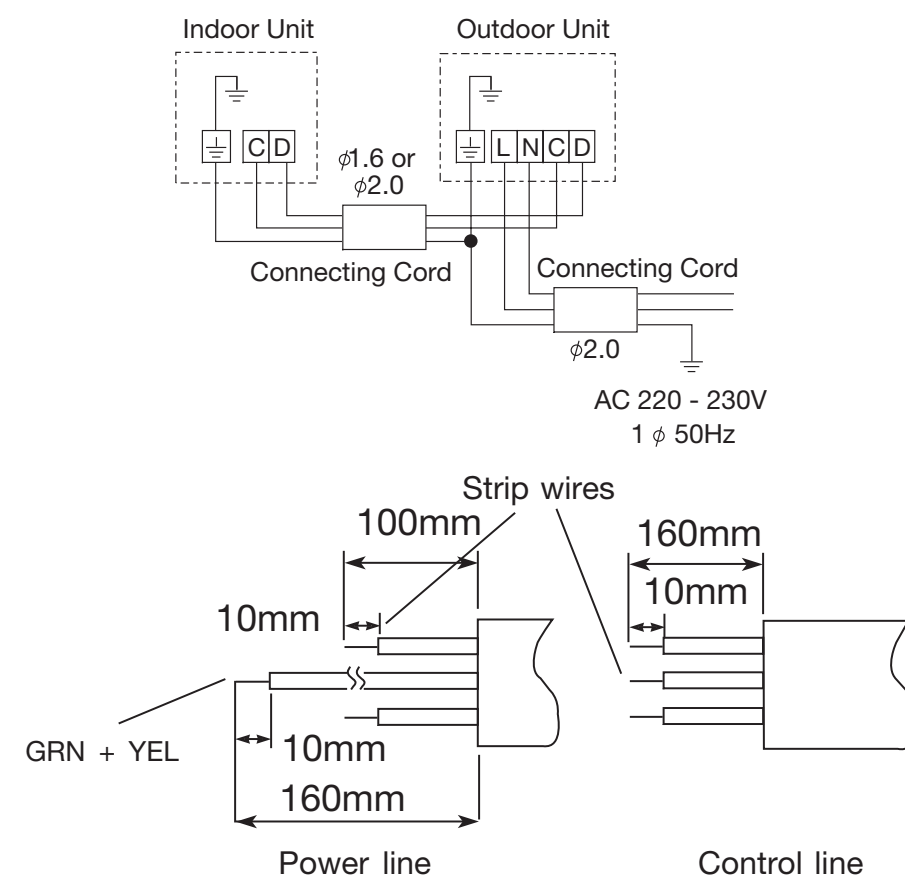 Indoor Unit
Outdoor Unit
C D
L N C D
ϕ1.6 or
ϕ2.0
Connecting Cord
Connecting Cord
ϕ2.0
AC 220 - 230V
1 ϕ 50Hz
Strip wires
100mm
160mm
10mm
10mm
GRN + YEL
10mm
160mm
Power line
Control line